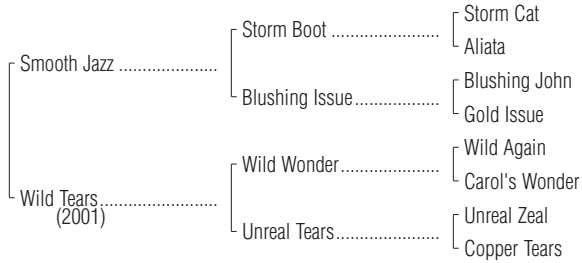 Storm Cat
Storm Boot ......................
Aliata
Smooth Jazz ....................
Blushing John
Blushing Issue.................
Gold Issue
Wild Again
Wild Wonder....................
Carol's Wonder
Wild Tears........................
(2001)
Unreal Zeal
Unreal Tears.....................
Copper Tears